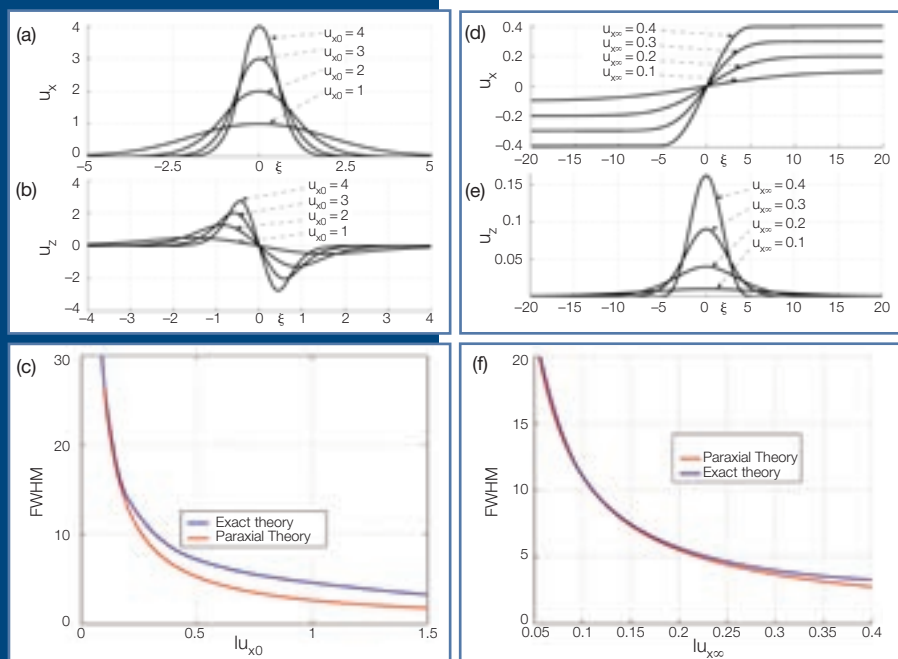 (a)
4
3
2
1
0
u_x
u_x0 = 4
u_x0 = 3
u_x0 = 2
u_x0 = 1
−5
−2.5
0
ξ
2.5
5
(b)
4
2
0
−2
−4
u_z
u_x0 = 4
u_x0 = 3
u_x0 = 2
u_x0 = 1
−4
−3
−2
−1
0
ξ
1
2
3
4
(c)
30
20
10
0
FWHM
Exact theory
Paraxial Theory
0
0.5
1
1.5
lu_x0
(d)
0.4
0.2
0
−0.2
−0.4
u_x
u_x∞ = 0.4
u_x∞ = 0.3
u_x∞ = 0.2
u_x∞ = 0.1
−20
−15
−10
−5
0
ξ
5
10
15
20
(e)
0.15
0.1
0.05
u_z
u_x∞ = 0.4
u_x∞ = 0.3
u_x∞ = 0.2
u_x∞ = 0.1
−20
−15
−10
−5
0
ξ
5
10
15
20
(f)
20
15
10
5
0
FWHM
Paraxial Theory
Exact theory
0.05
0.1
0.15
0.2
0.25
0.3
0.35
0.4
lu_x∞